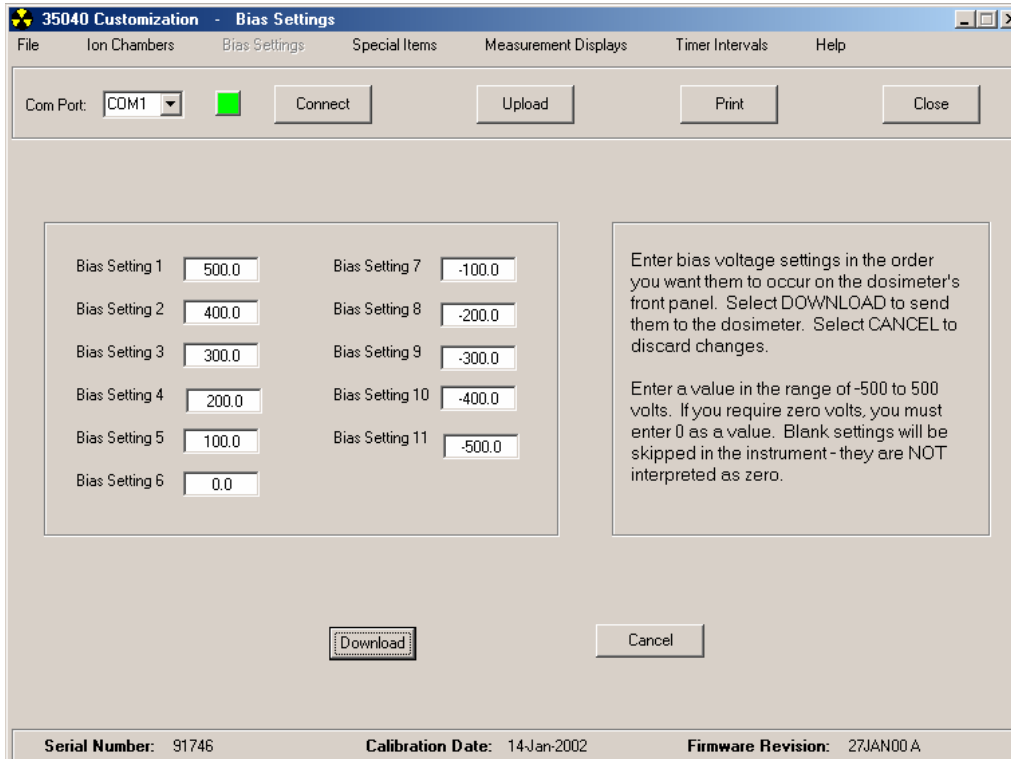 35040 Customization - Bias Settings
File Ion Chambers Bias Settings Special Items Measurement Displays Timer Intervals Help
Com Port: COM1 Connect Upload Print Close
Bias Setting 1 500.0
Bias Setting 2 400.0
Bias Setting 3 300.0
Bias Setting 4 200.0
Bias Setting 5 100.0
Bias Setting 6 0.0
Bias Setting 7 -100.0
Bias Setting 8 -200.0
Bias Setting 9 -300.0
Bias Setting 10 -400.0
Bias Setting 11 -500.0
Enter bias voltage settings in the order
you want them to occur on the dosimeter's
front panel. Select DOWNLOAD to send
them to the dosimeter. Select CANCEL to
discard changes.
Enter a value in the range of -500 to 500
volts. If you require zero volts, you must
enter 0 as a value. Blank settings will be
skipped in the instrument - they are NOT
interpreted as zero.
Download Cancel
Serial Number: 91746 Calibration Date: 14-Jan-2002 Firmware Revision: 27JAN00 A